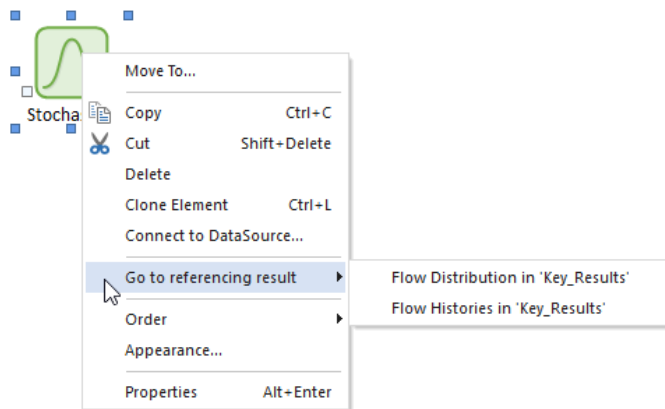 Stocha
Move To...
Copy Ctrl+C
Cut Shift+Delete
Delete
Clone Element Ctrl+L
Connect to DataSource...
Go to referencing result
Flow Distribution in 'Key_Results'
Flow Histories in 'Key_Results'
Order
Appearance...
Properties Alt+Enter